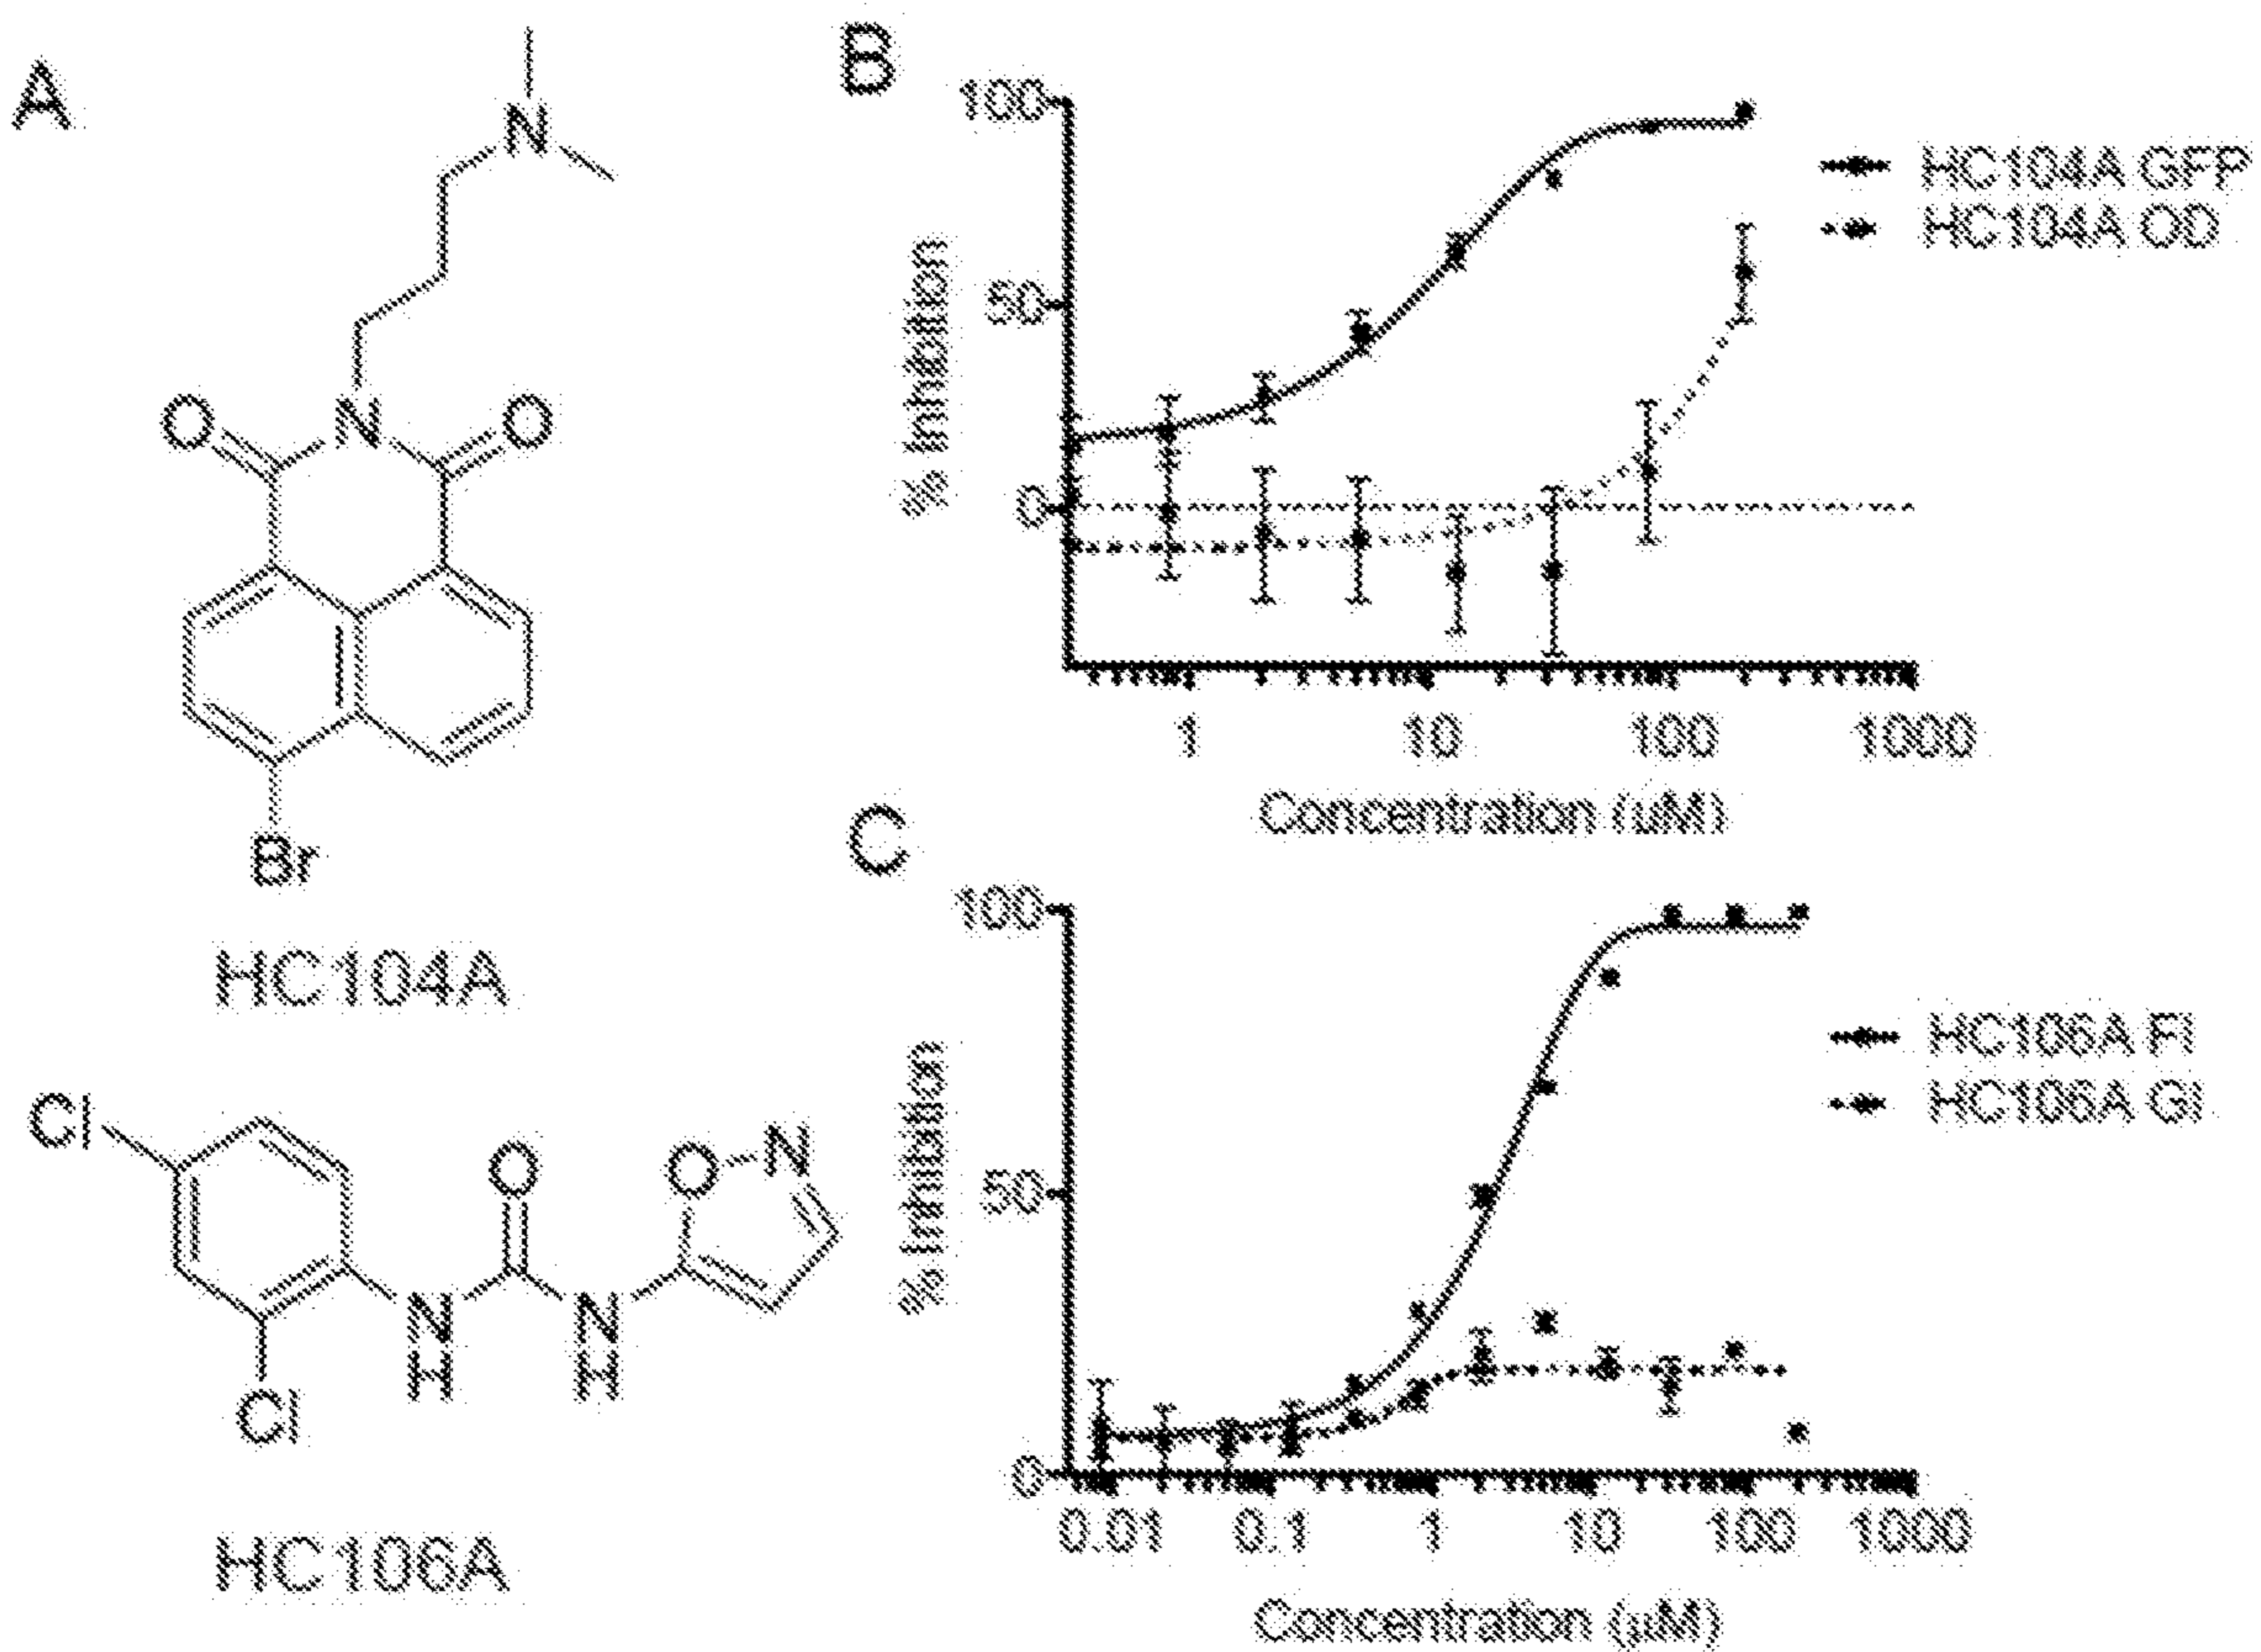 A
N
O
N
O
Br
HC104A
Cl
O
O
N
N
H
N
H
Cl
HC106A
B
% Inhibition
100
50
0
1
10
100
1000
Concentration (µM)
HC104A GFP
HC104A OD
C
% Inhibition
100
50
0
0.01
0.1
1
10
100
1000
Concentration (µM)
HC106A FI
HC106A GI